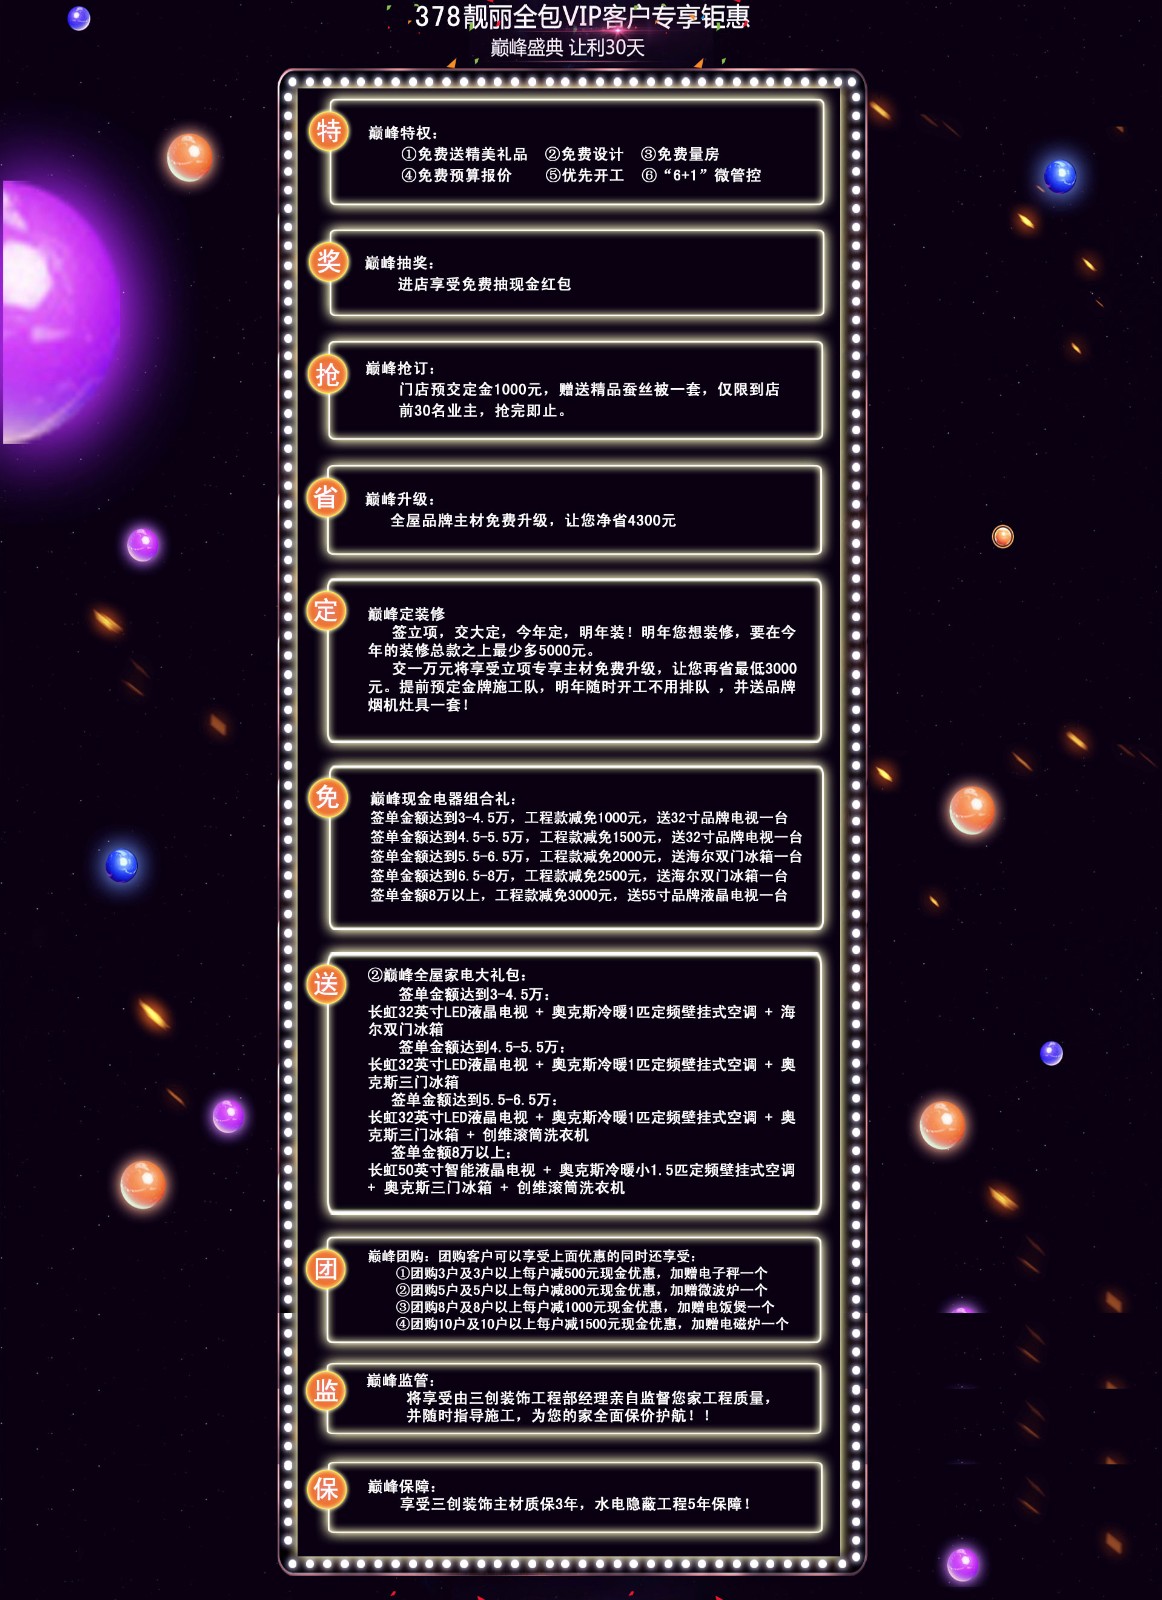 378靓丽全包VIP客户专享钜惠
巅峰盛典 让利30天
特
巅峰特权：
①免费送精美礼品 ②免费设计 ③免费量房
④免费预算报价 ⑤优先开工 ⑥“6+1”微管控
奖
巅峰抽奖：
进店享受免费抽现金红包
抢
巅峰抢订：
门店预交定金1000元，赠送精品蚕丝被一套，仅限到店
前30名业主，抢完即止。
省
巅峰升级：
全屋品牌主材免费升级，让您净省4300元
定
巅峰定装修
签立项，交大定，今年定，明年装！明年您想装修，要在今
年的装修总款之上最少多5000元。
交一万元将享受立项专享主材免费升级，让您再省最低3000
元。提前预定金牌施工队，明年随时开工不用排队 ，并送品牌
烟机灶具一套！
免
巅峰现金电器组合礼：
签单金额达到3-4.5万，工程款减免1000元，送32寸品牌电视一台
签单金额达到4.5-5.5万，工程款减免1500元，送32寸品牌电视一台
签单金额达到5.5-6.5万，工程款减免2000元，送海尔双门冰箱一台
签单金额达到6.5-8万，工程款减免2500元，送海尔双门冰箱一台
签单金额8万以上，工程款减免3000元，送55寸品牌液晶电视一台
送
②巅峰全屋家电大礼包：
签单金额达到3-4.5万：
长虹32英寸LED液晶电视 + 奥克斯冷暖1匹定频壁挂式空调 + 海
尔双门冰箱
签单金额达到4.5-5.5万：
长虹32英寸LED液晶电视 + 奥克斯冷暖1匹定频壁挂式空调 + 奥
克斯三门冰箱
签单金额达到5.5-6.5万：
长虹32英寸LED液晶电视 + 奥克斯冷暖1匹定频壁挂式空调 + 奥
克斯三门冰箱 + 创维滚筒洗衣机
签单金额8万以上：
长虹50英寸智能液晶电视 + 奥克斯冷暖小1.5匹定频壁挂式空调
+ 奥克斯三门冰箱 + 创维滚筒洗衣机
团
巅峰团购：团购客户可以享受上面优惠的同时还享受：
①团购3户及3户以上每户减500元现金优惠，加赠电子秤一个
②团购5户及5户以上每户减800元现金优惠，加赠微波炉一个
③团购8户及8户以上每户减1000元现金优惠，加赠电饭煲一个
④团购10户及10户以上每户减1500元现金优惠，加赠电磁炉一个
监
巅峰监管：
将享受由三创装饰工程部经理亲自监督您家工程质量，
并随时指导施工，为您的家全面保价护航！！
保
巅峰保障：
享受三创装饰主材质保3年，水电隐蔽工程5年保障！